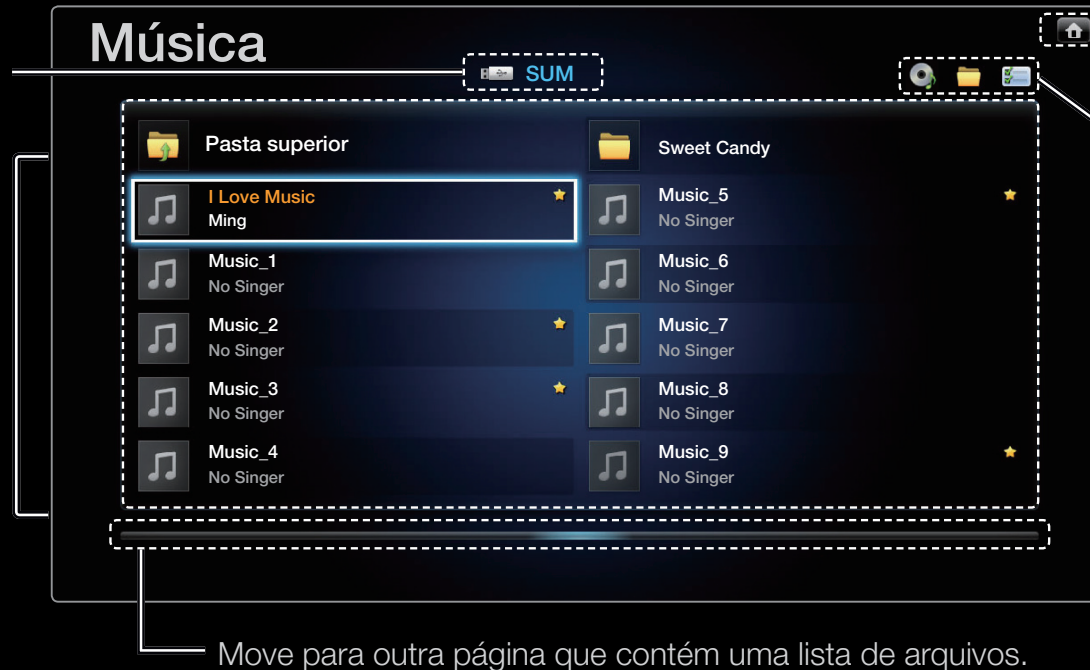 Música
SUM
Pasta superior
I Love Music
Ming
Music_1
No Singer
Music_2
No Singer
Music_3
No Singer
Music_4
No Singer
Sweet Candy
Music_5
No Singer
Music_6
No Singer
Music_7
No Singer
Music_8
No Singer
Music_9
No Singer
Move para outra página que contém uma lista de arquivos.